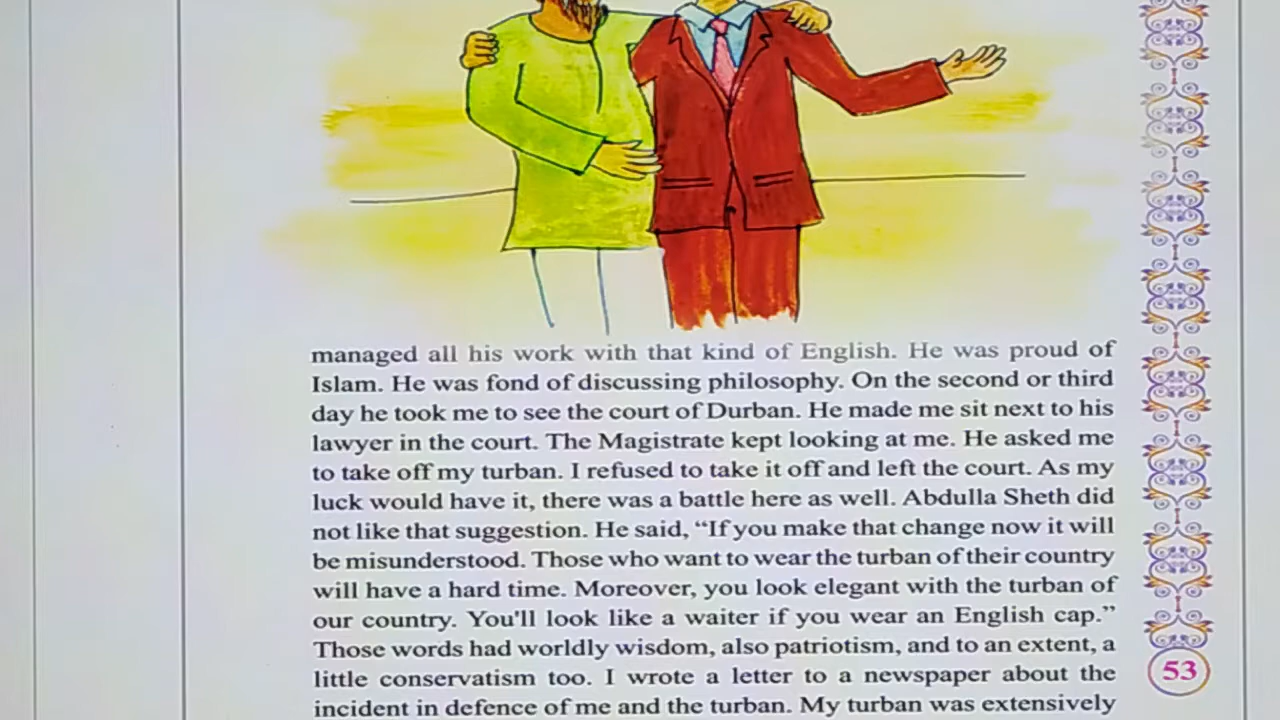 managed all his work with that kind of English. He was proud of
Islam. He was fond of discussing philosophy. On the second or third
day he took me to see the court of Durban. He made me sit next to his
lawyer in the court. The Magistrate kept looking at me. He asked me
to take off my turban. I refused to take it off and left the court. As my
luck would have it, there was a battle here as well. Abdulla Sheth did
not like that suggestion. He said, “If you make that change now it will
be misunderstood. Those who want to wear the turban of their country
will have a hard time. Moreover, you look elegant with the turban of
our country. You'll look like a waiter if you wear an English cap.”
Those words had worldly wisdom, also patriotism, and to an extent, a
little conservatism too. I wrote a letter to a newspaper about the
incident in defence of me and the turban. My turban was extensively
53